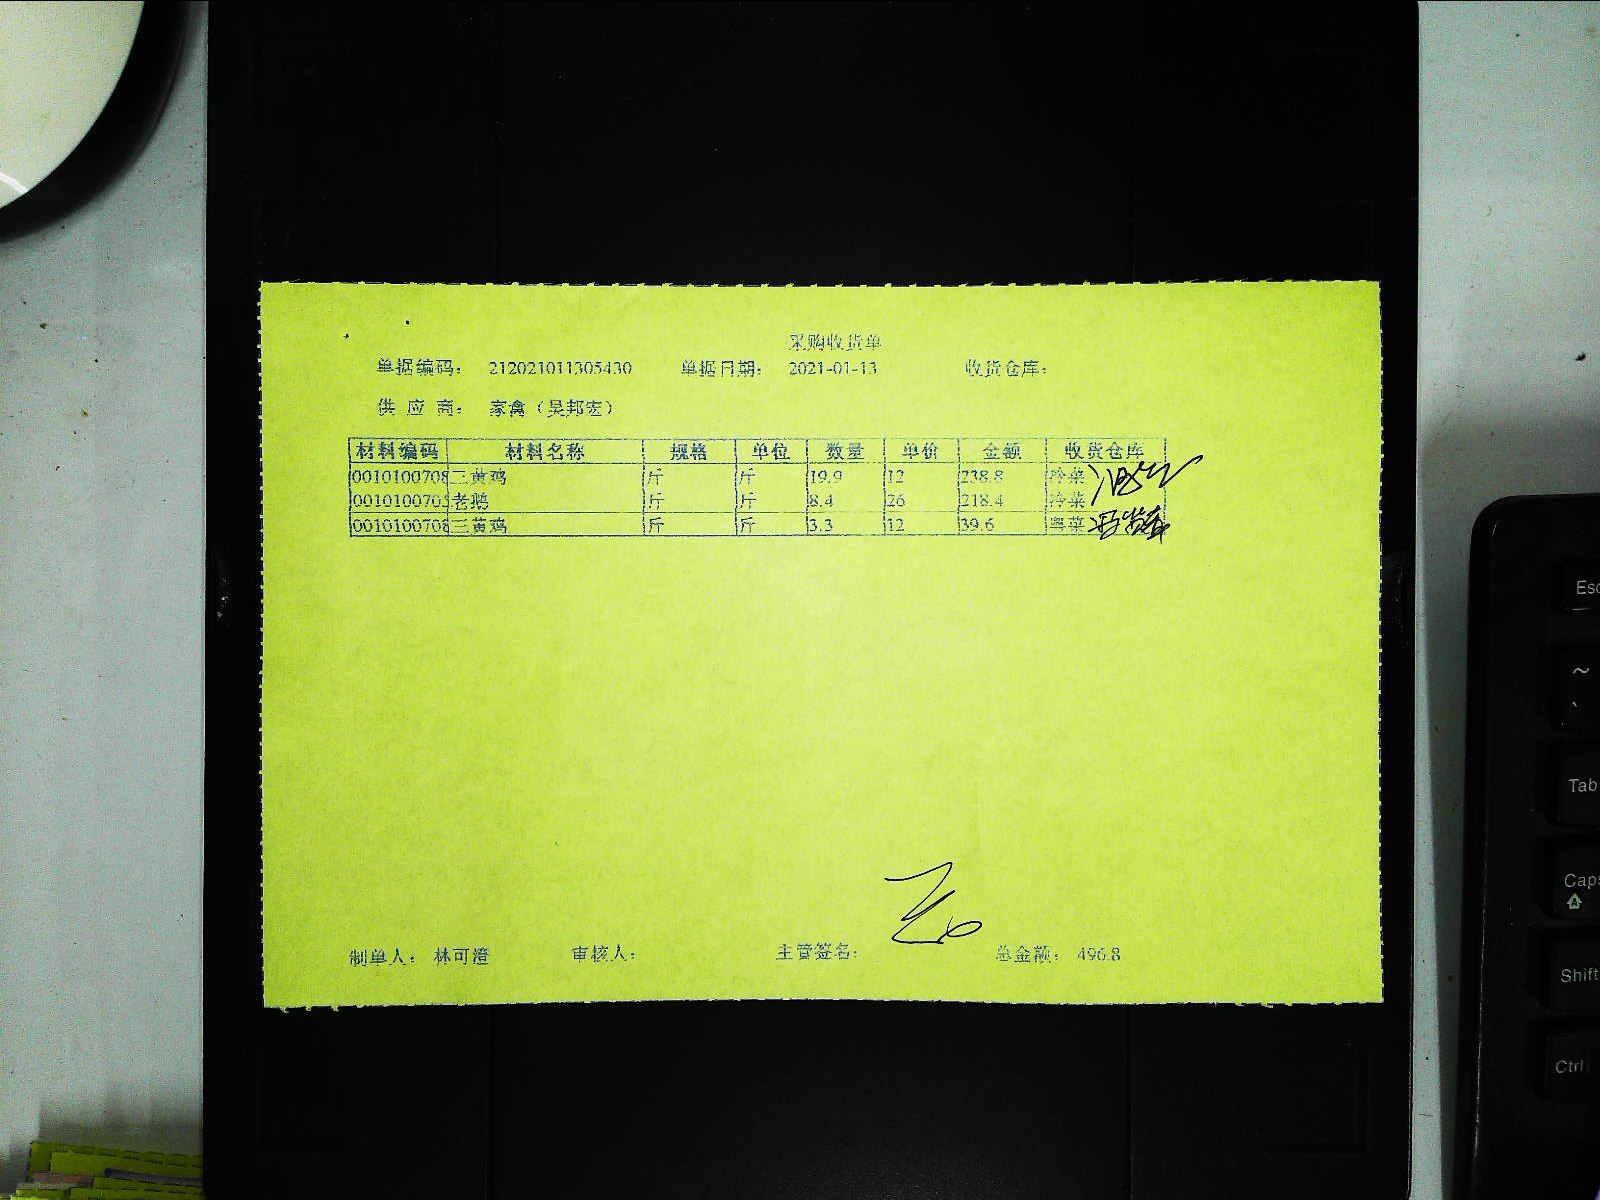 采购收货单
单据编码： 212021011305430 单据日期： 2021-01-13 收货仓库：
供 应 商： 家禽（吴邦宏）
材料编码 材料名称 规格 单位 数量 单价 金额 收货仓库
0010100708 三黄鸡 斤 斤 19.9 12 238.8 冷菜
001010070 老鹅 斤 斤 8.4 26 218.4 冷菜
0010100708 三黄鸡 斤 斤 3.3 12 39.6 粤菜
制单人： 林可澄 审核人： 主管签名： 总金额： 496.8
Esc
~
`
Tab
Caps
Shift
Ctrl